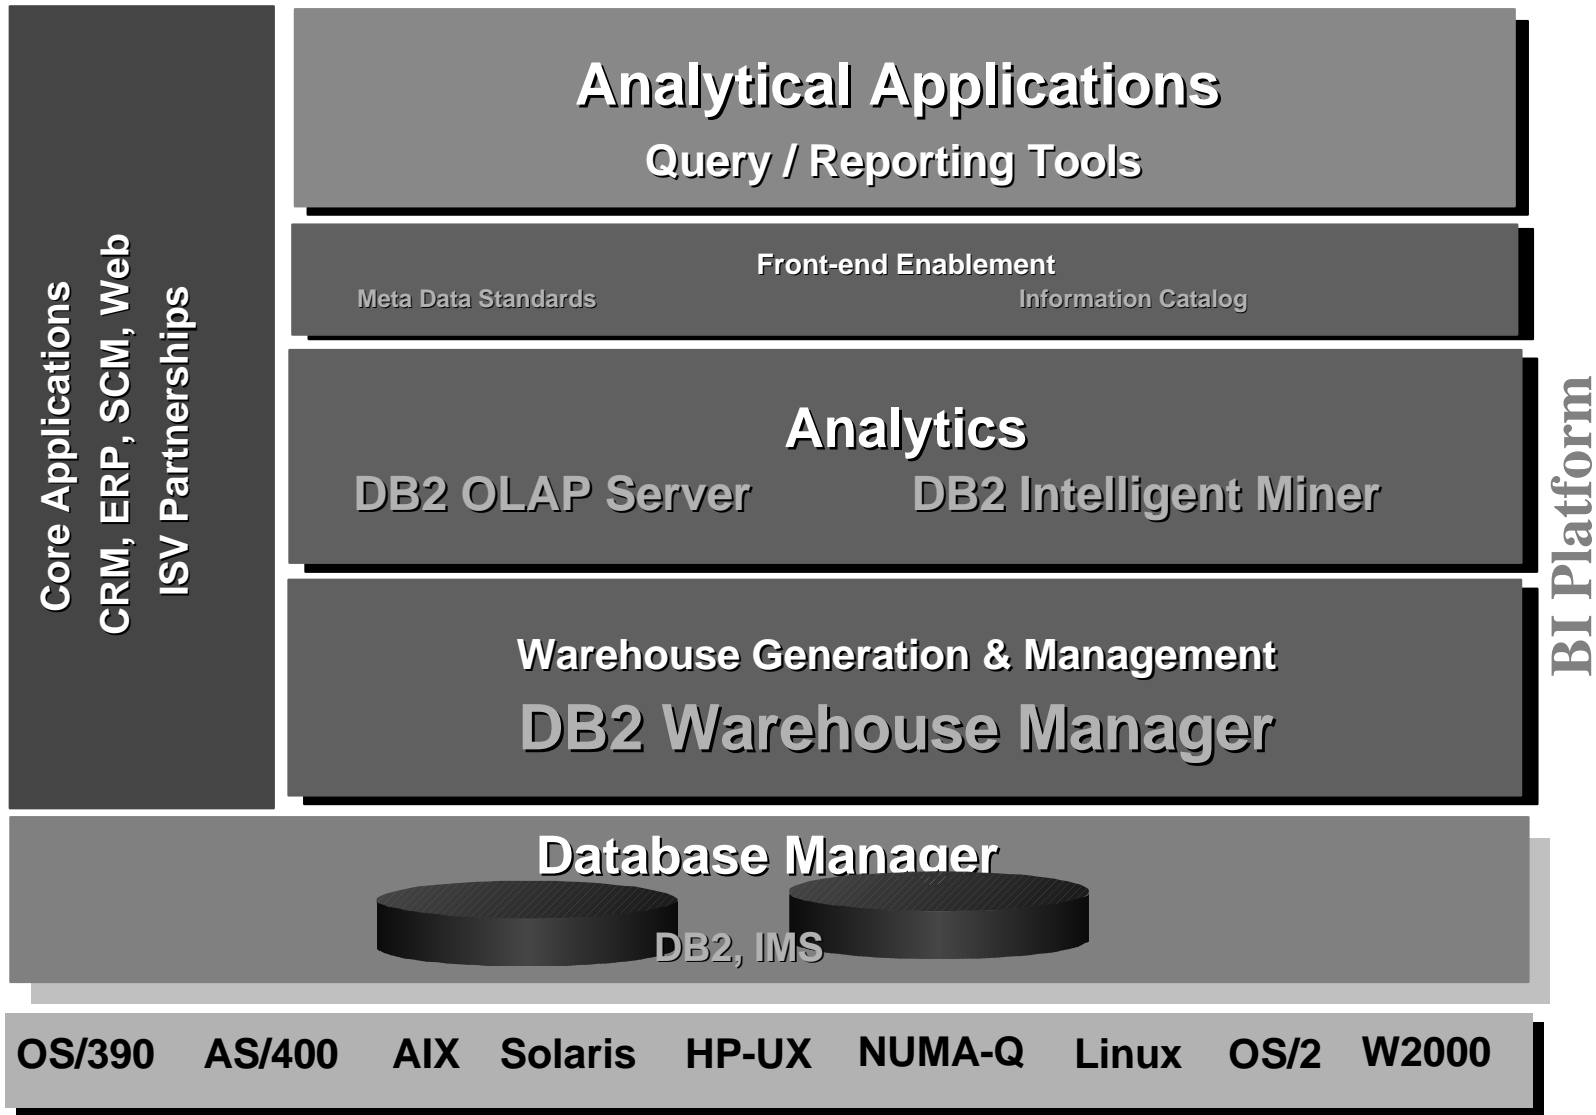 Analytical Applications
Query / Reporting Tools
Front-end Enablement
Meta Data Standards Information Catalog
Analytics
DB2 OLAP Server DB2 Intelligent Miner
Warehouse Generation & Management
DB2 Warehouse Manager
Core Applications
CRM, ERP, SCM, Web
ISV Partnerships
BI Platform
Database Manager
DB2, IMS
OS/390 AS/400 AIX Solaris HP-UX NUMA-Q Linux OS/2 W2000